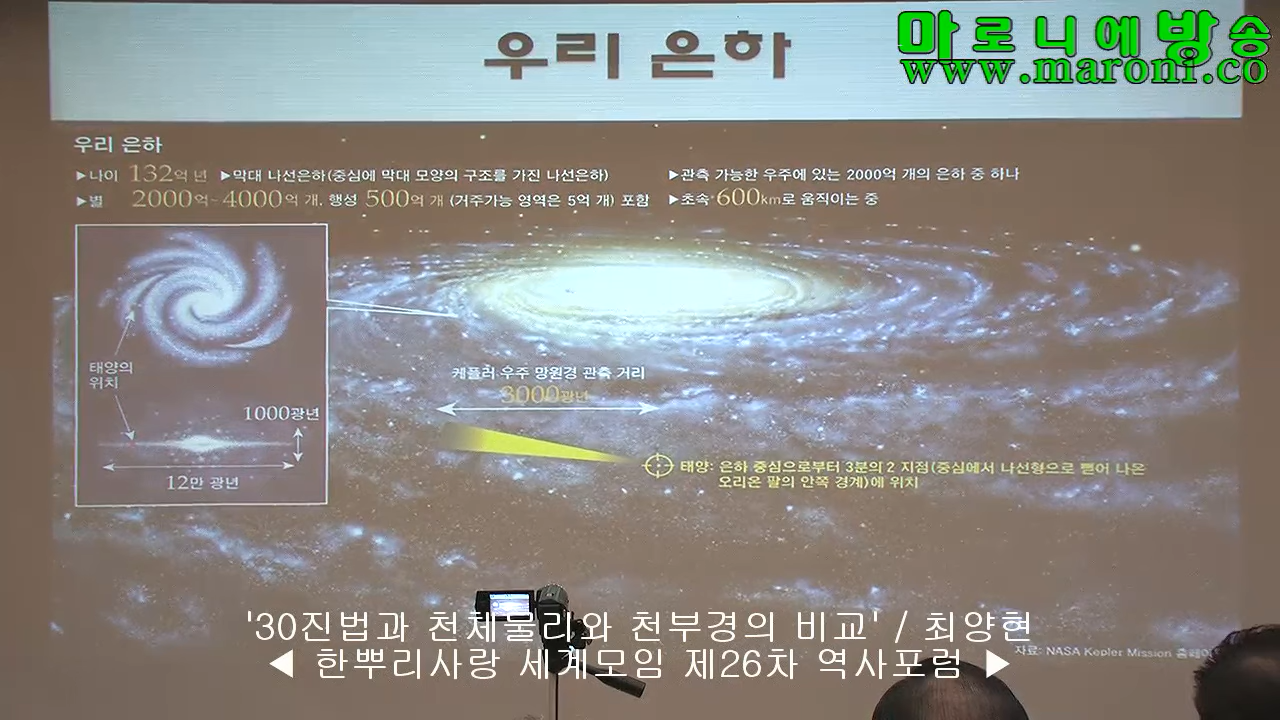 우리 은하
마로니에방송
www.maroni.co
우리 은하
▶나이 132억 년 ▶막대 나선은하(중심에 막대 모양의 구조를 가진 나선은하)
▶별 2000억~4000억 개, 행성 500억 개 (거주가능 영역은 5억 개) 포함
▶관측 가능한 우주에 있는 2000억 개의 은하 중 하나
▶초속 600km로 움직이는 중
태양의
위치
1000광년
12만 광년
케플러 우주 망원경 관측 거리
3000광년
태양: 은하 중심으로부터 3분의 2 지점(중심에서 나선형으로 뻗어 나온
오리온 팔의 안쪽 경계)에 위치
'30진법과 천체물리와 천부경의 비교' / 최양현
◀ 한뿌리사랑 세계모임 제26차 역사포럼 ▶
자료: NASA Kepler Mission